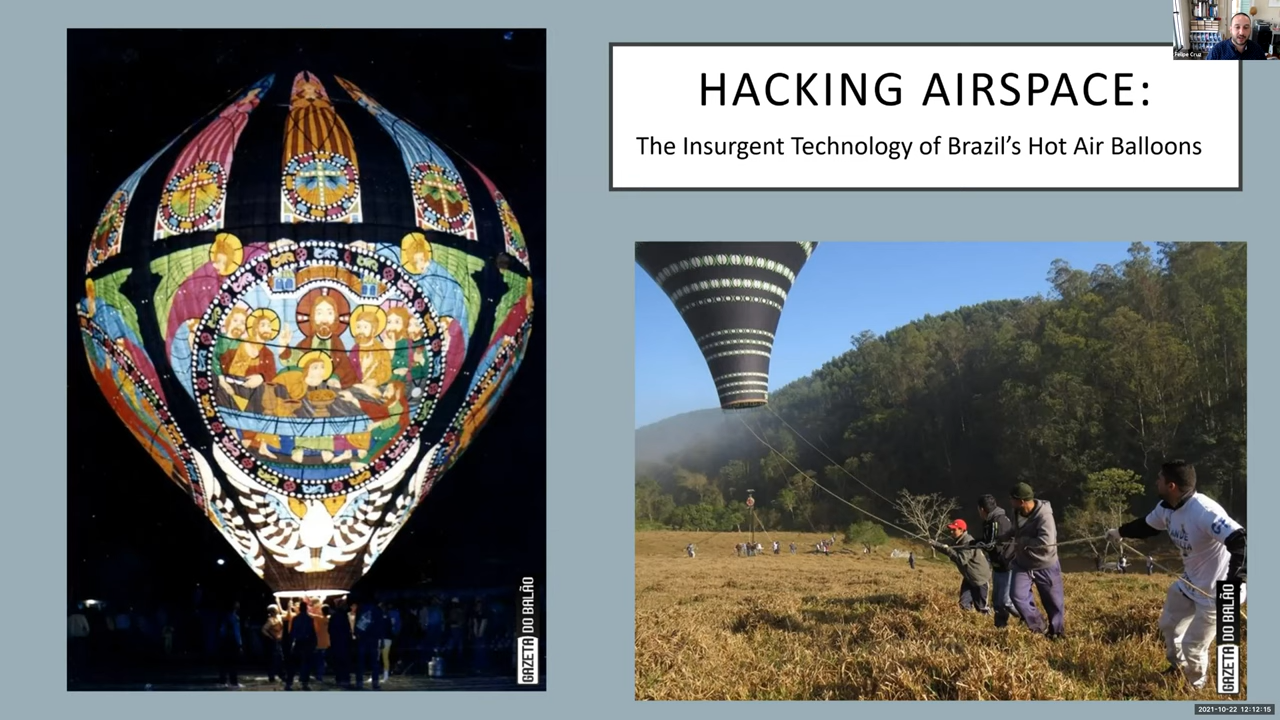 Felipe Cruz
HACKING AIRSPACE:
The Insurgent Technology of Brazil's Hot Air Balloons
GAZETA DO BALÃO
GAZETA DO BALÃO
2021-10-22 12:12:15